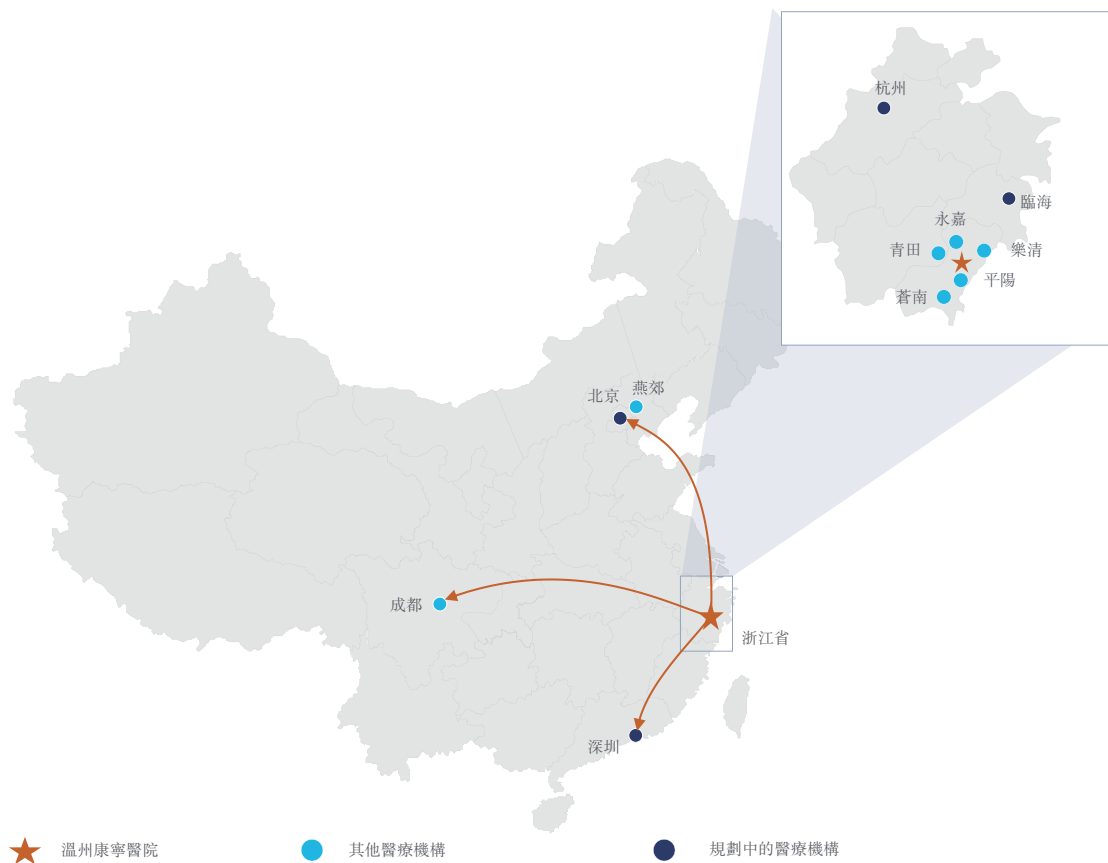 杭州
臨海
永嘉
青田
樂清
平陽
蒼南
北京
燕郊
成都
浙江省
深圳
溫州康寧醫院
其他醫療機構
規劃中的醫療機構